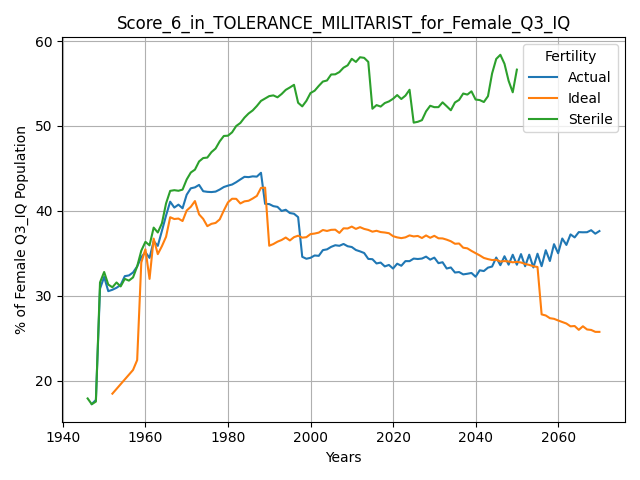 Score_6_in_TOLERANCE_MILITARIST_for_Female_Q3_IQ
% of Female Q3_IQ Population
60
50
40
30
20
Fertility
Actual
Ideal
Sterile
1940 1960 1980 2000 2020 2040 2060
Years